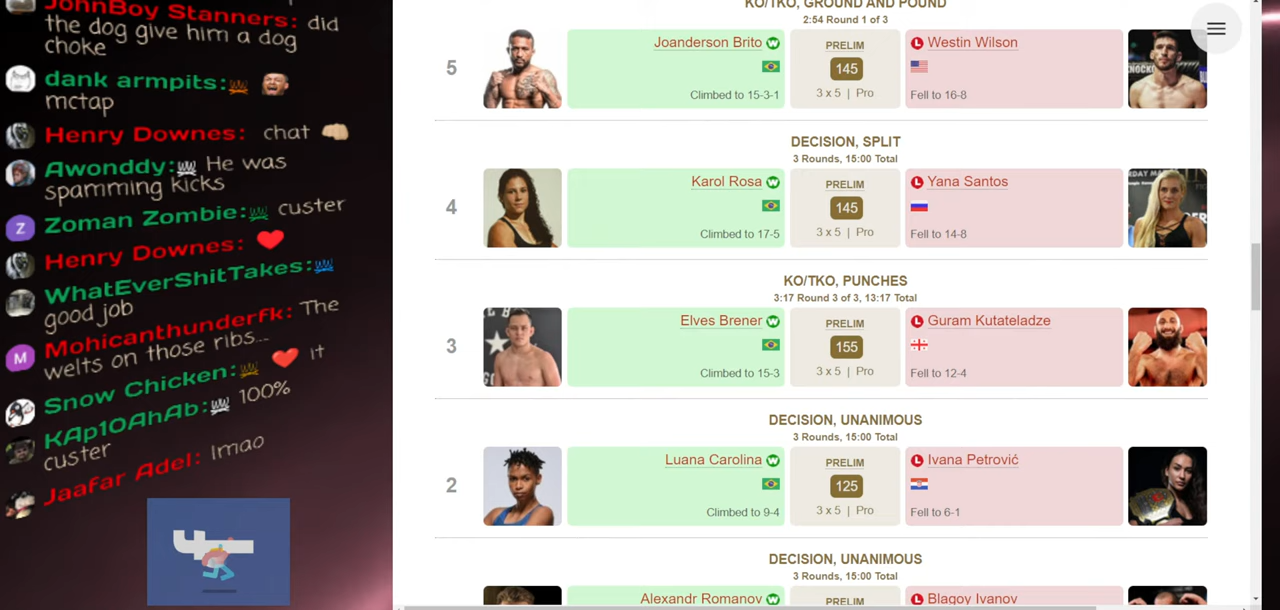 JohnBoy Stanners: did
the dog give him a dog
choke
dank armpits:
mctap
Henry Downes: chat
Awonddy: He was
spamming kicks
Zoman Zombie: custer
Henry Downes:
WhatEverShitTakes:
good job
Mohicanthunderfk: The
welts on those ribs...
Snow Chicken: it
KAp10AhAb: 100%
custer
Jaafar Adel: lmao
Z
M
KO/TKO, GROUND AND POUND
2:54 Round 1 of 3
5
Joanderson Brito W
Climbed to 15-3-1
PRELIM
145
3 x 5 | Pro
L Westin Wilson
Fell to 16-8
DECISION, SPLIT
3 Rounds, 15:00 Total
4
Karol Rosa W
Climbed to 17-5
PRELIM
145
3 x 5 | Pro
L Yana Santos
Fell to 14-8
KO/TKO, PUNCHES
3:17 Round 3 of 3, 13:17 Total
3
Elves Brener W
Climbed to 15-3
PRELIM
155
3 x 5 | Pro
L Guram Kutateladze
Fell to 12-4
DECISION, UNANIMOUS
3 Rounds, 15:00 Total
2
Luana Carolina W
Climbed to 9-4
PRELIM
125
3 x 5 | Pro
L Ivana Petrović
Fell to 6-1
DECISION, UNANIMOUS
3 Rounds, 15:00 Total
Alexandr Romanov W
PRELIM
L Blagoy Ivanov